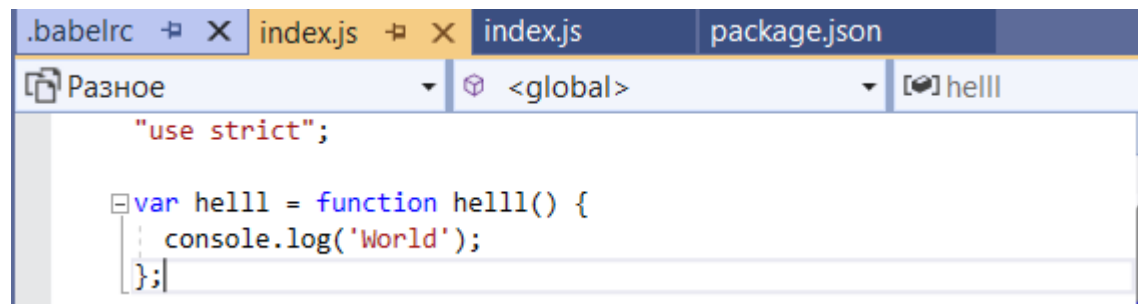 .babelrc index.js index.js package.json
Разное <global> helll
"use strict";
var helll = function helll() {
console.log('World');
};